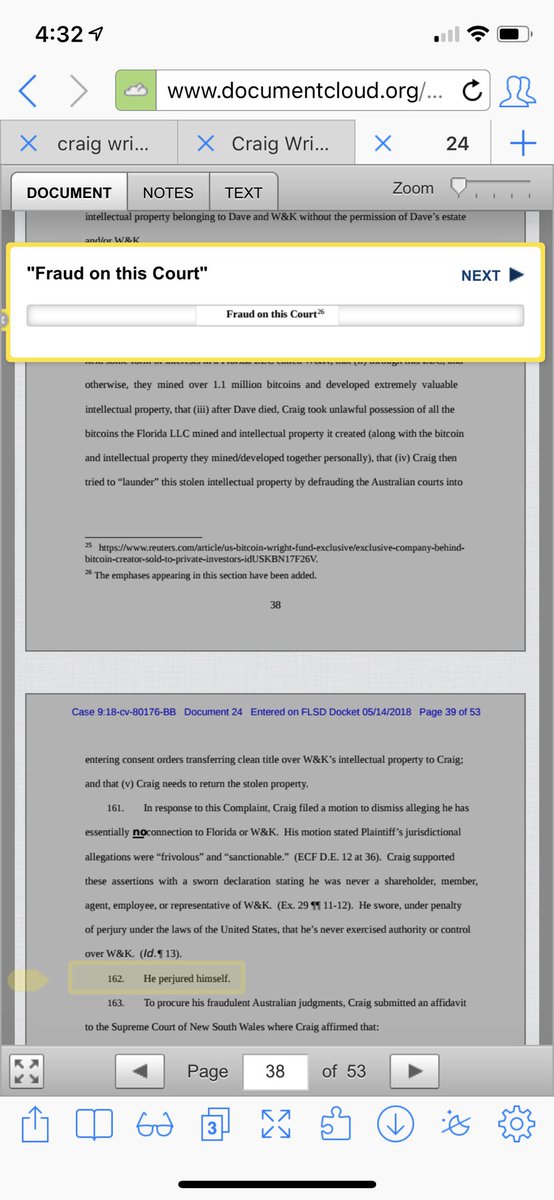 4:32
www.documentcloud.org/...
craig wri...
Craig Wri...
24
DOCUMENT
NOTES
TEXT
Zoom
intellectual property belonging to Dave and W&K without the permission of Dave's estate
and/or W&K
"Fraud on this Court"
NEXT
Fraud on this Court26
otherwise, they mined over 1.1 million bitcoins and developed extremely valuable
intellectual property, that (iii) after Dave died, Craig took unlawful possession of all the
bitcoins the Florida LLC mined and intellectual property it created (along with the bitcoin
and intellectual property they mined/developed together personally), that (iv) Craig then
tried to “launder” this stolen intellectual property by defrauding the Australian courts into
25 https://www.reuters.com/article/us-bitcoin-wright-fund-exclusive/exclusive-company-behind-
bitcoin-creator-sold-to-private-investors-idUSKBN17F26V.
26 The emphases appearing in this section have been added.
38
Case 9:18-cv-80176-BB Document 24 Entered on FLSD Docket 05/14/2018 Page 39 of 53
entering consent orders transferring clean title over W&K's intellectual property to Craig;
and that (v) Craig needs to return the stolen property.
161. In response to this Complaint, Craig filed a motion to dismiss alleging he has
essentially no connection to Florida or W&K. His motion stated Plaintiff's jurisdictional
allegations were “frivolous” and “sanctionable.” (ECF D.E. 12 at 36). Craig supported
these assertions with a sworn declaration stating he was never a shareholder, member,
agent, employee, or representative of W&K. (Ex. 29 ¶¶ 11-12). He swore, under penalty
of perjury under the laws of the United States, that he's never exercised authority or control
over W&K. (Id. ¶ 13).
162. He perjured himself.
163. To procure his fraudulent Australian judgments, Craig submitted an affidavit
to the Supreme Court of New South Wales where Craig affirmed that:
Page 38 of 53
3